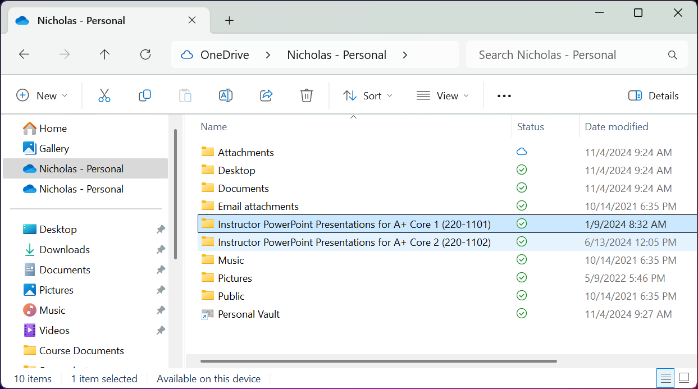 Nicholas - Personal
OneDrive > Nicholas - Personal >
Search Nicholas - Personal
New
Sort
View
Details
Home
Gallery
Nicholas - Personal
Nicholas - Personal
Desktop
Downloads
Documents
Pictures
Music
Videos
Course Documents
Name Status Date modified
Attachments 11/4/2024 9:24 AM
Desktop 11/4/2024 9:24 AM
Documents 11/4/2024 9:24 AM
Email attachments 10/14/2021 6:35 PM
Instructor PowerPoint Presentations for A+ Core 1 (220-1101) 1/9/2024 8:32 AM
Instructor PowerPoint Presentations for A+ Core 2 (220-1102) 6/13/2024 12:05 PM
Music 10/14/2021 6:35 PM
Pictures 5/9/2022 5:46 PM
Public 10/14/2021 6:35 PM
Personal Vault 11/4/2024 9:27 AM
10 items 1 item selected Available on this device